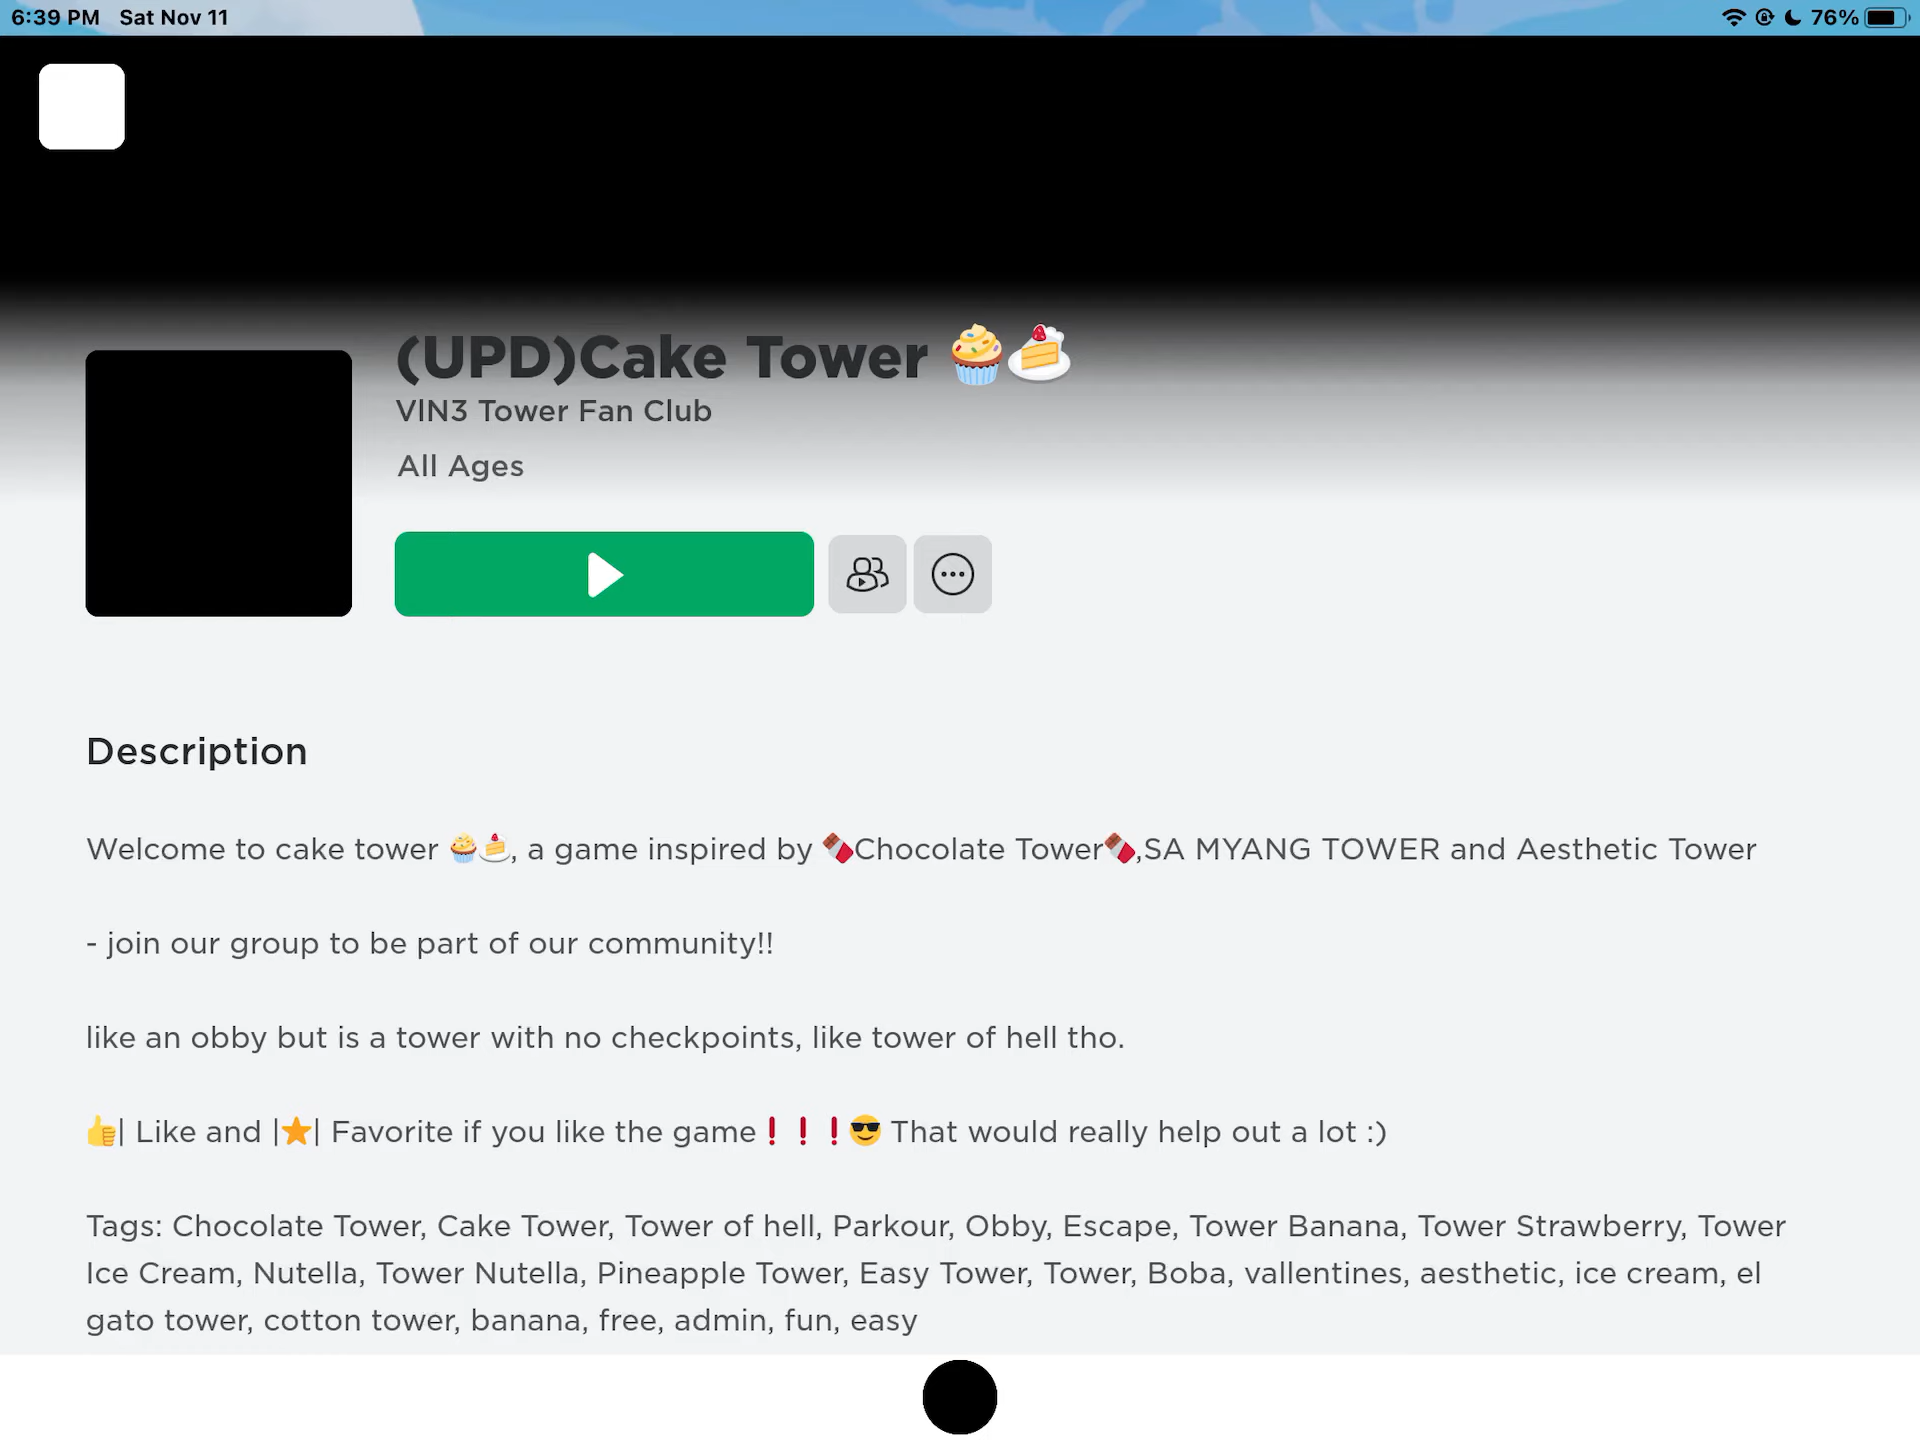 6:39 PM Sat Nov 11 76%
(UPD)Cake Tower 🧁🍰
VlN3 Tower Fan Club
All Ages
Description
Welcome to cake tower 🧁🍰, a game inspired by 🍫Chocolate Tower🍫,SA MYANG TOWER and Aesthetic Tower
- join our group to be part of our community!!
like an obby but is a tower with no checkpoints, like tower of hell tho.
👍| Like and |⭐| Favorite if you like the game❗❗❗😎 That would really help out a lot :)
Tags: Chocolate Tower, Cake Tower, Tower of hell, Parkour, Obby, Escape, Tower Banana, Tower Strawberry, Tower
Ice Cream, Nutella, Tower Nutella, Pineapple Tower, Easy Tower, Tower, Boba, vallentines, aesthetic, ice cream, el
gato tower, cotton tower, banana, free, admin, fun, easy